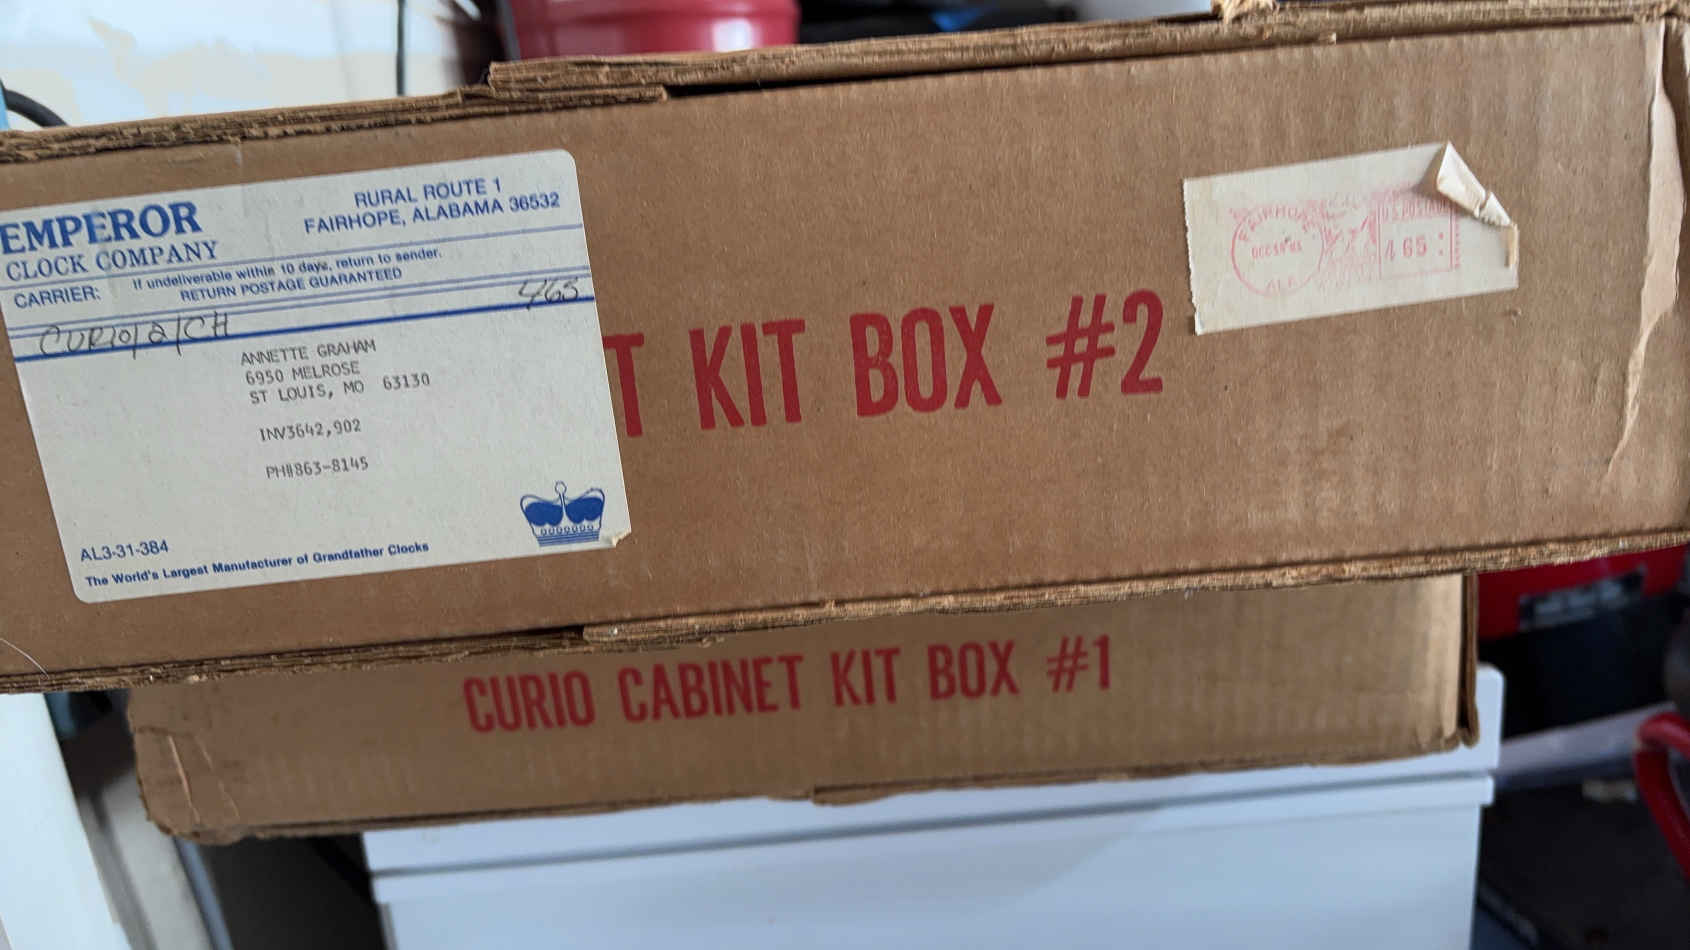 EMPEROR
CLOCK COMPANY
RURAL ROUTE 1
FAIRHOPE, ALABAMA 36532
If undeliverable within 10 days, return to sender.
CARRIER:
RETURN POSTAGE GUARANTEED
465
CURIO/2/CH
ANNETTE GRAHAM
6950 MELROSE
ST LOUIS, MO 63130
INV3642,902
PH#863-8145
AL3-31-384
The World's Largest Manufacturer of Grandfather Clocks
T KIT BOX #2
ALA
465
CURIO CABINET KIT BOX #1